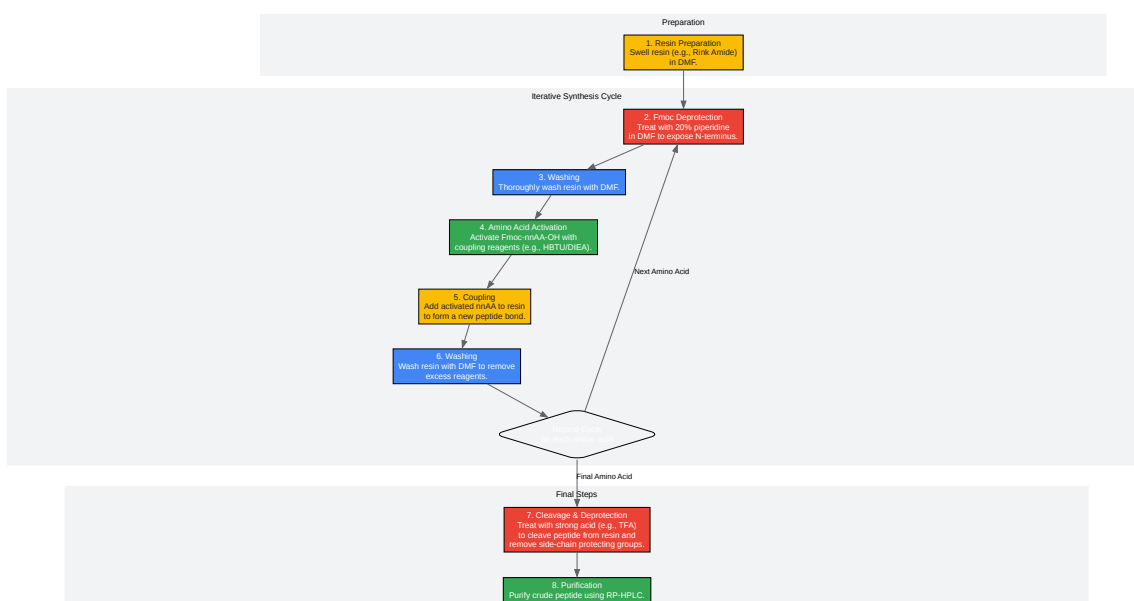 Preparation
1. Resin Preparation
Swell resin (e.g., Rink Amide)
in DMF.
Iterative Synthesis Cycle
2. Fmoc Deprotection
Treat with 20% piperidine
in DMF to expose N-terminus.
3. Washing
Thoroughly wash resin with DMF.
4. Amino Acid Activation
Activate Fmoc-nnAA-OH with
coupling reagents (e.g., HBTU/DIEA).
Next Amino Acid
5. Coupling
Add activated nnAA to resin
to form a new peptide bond.
6. Washing
Wash resin with DMF to remove
excess reagents.
Final Amino Acid
Final Steps
7. Cleavage & Deprotection
Treat with strong acid (e.g., TFA)
to cleave peptide from resin and
remove side-chain protecting groups.
8. Purification
Purify crude peptide using RP-HPLC.